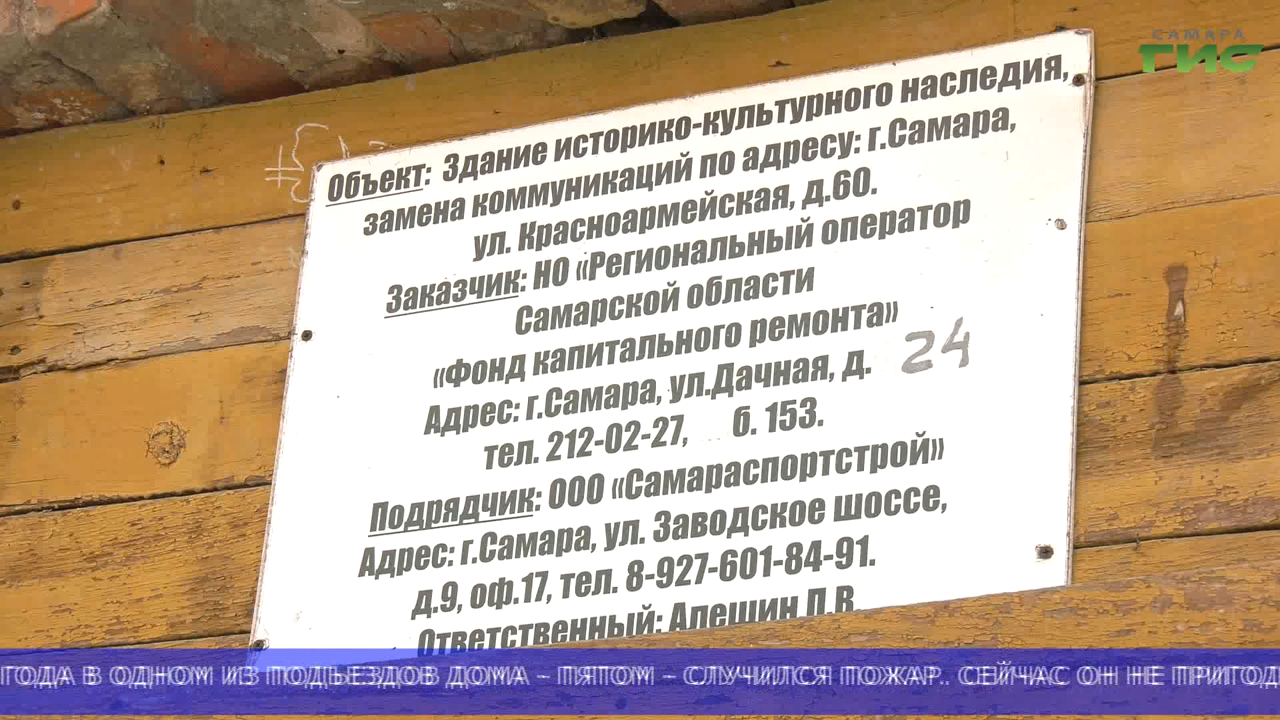 САМАРА
ГИС
Объект: Здание историко-культурного наследия,
замена коммуникаций по адресу: г.Самара,
ул. Красноармейская, д.60.
Заказчик: НО «Региональный оператор
Самарской области
«Фонд капитального ремонта»
Адрес: г.Самара, ул.Дачная, д. 24
тел. 212-02-27, б. 153.
Подрядчик: ООО «Самараспортстрой»
Адрес: г.Самара, ул. Заводское шоссе,
д.9, оф.17, тел. 8-927-601-84-91.
Ответственный: Алешин П.В.
ГОДА В ОДНОМ ИЗ ПОДЪЕЗДОВ ДОМА – ПЯТОМ – СЛУЧИЛСЯ ПОЖАР.. СЕЙЧАС ОН НЕ ПРИГОД